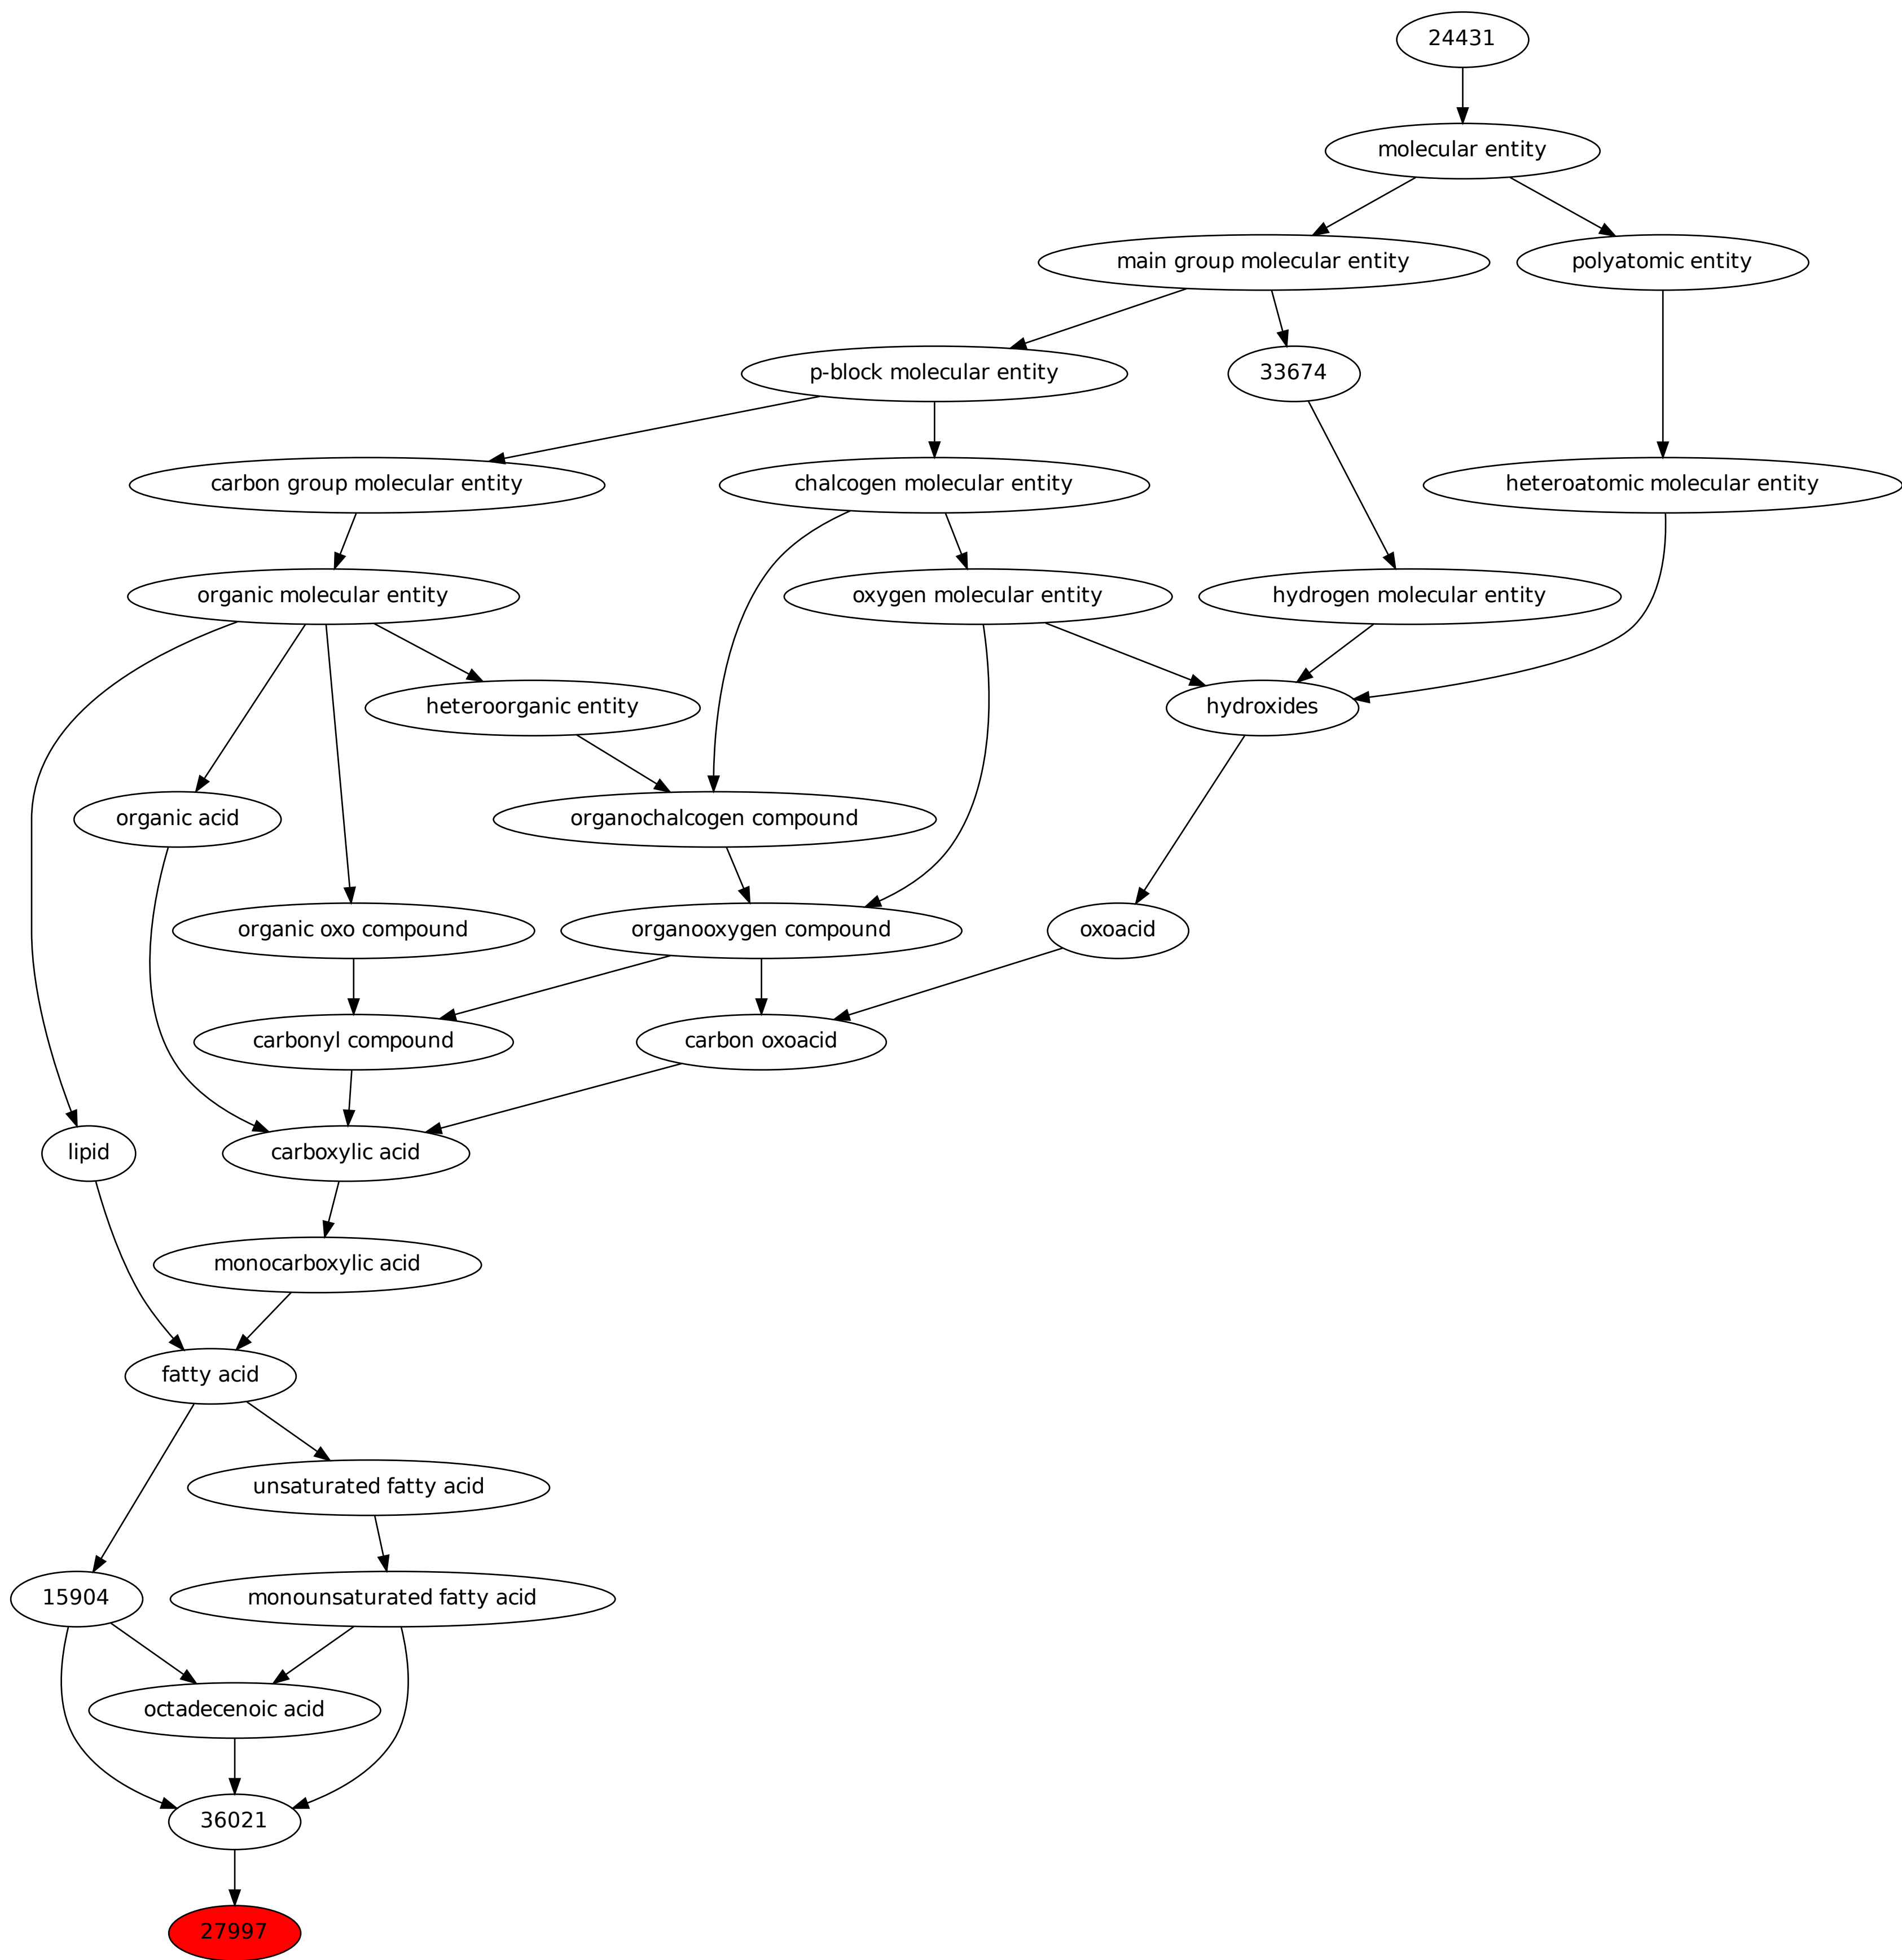 24431
molecular entity
main group molecular entity
polyatomic entity
p-block molecular entity
33674
carbon group molecular entity
chalcogen molecular entity
heteroatomic molecular entity
organic molecular entity
oxygen molecular entity
hydrogen molecular entity
heteroorganic entity
hydroxides
organic acid
organochalcogen compound
organic oxo compound
organooxygen compound
oxoacid
carbonyl compound
carbon oxoacid
lipid
carboxylic acid
monocarboxylic acid
fatty acid
unsaturated fatty acid
15904
monounsaturated fatty acid
octadecenoic acid
36021
27997